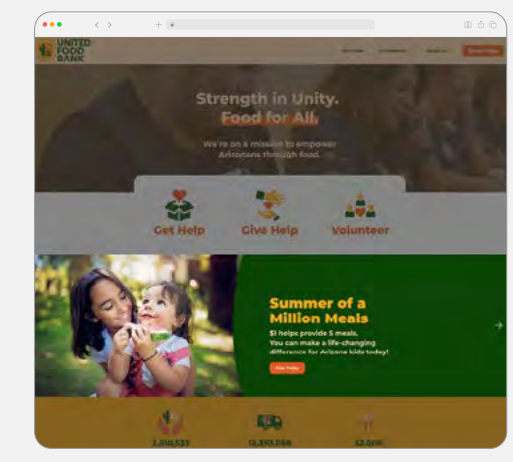 UNITED
FOOD
BANK
Strength in Unity.
Food for All.
We're on a mission to empower
Arizonans through food.
Get Help
Give Help
Volunteer
Summer of a
Million Meals
$1 helps provide 5 meals.
You can make a life-changing
difference for Arizona kids today!